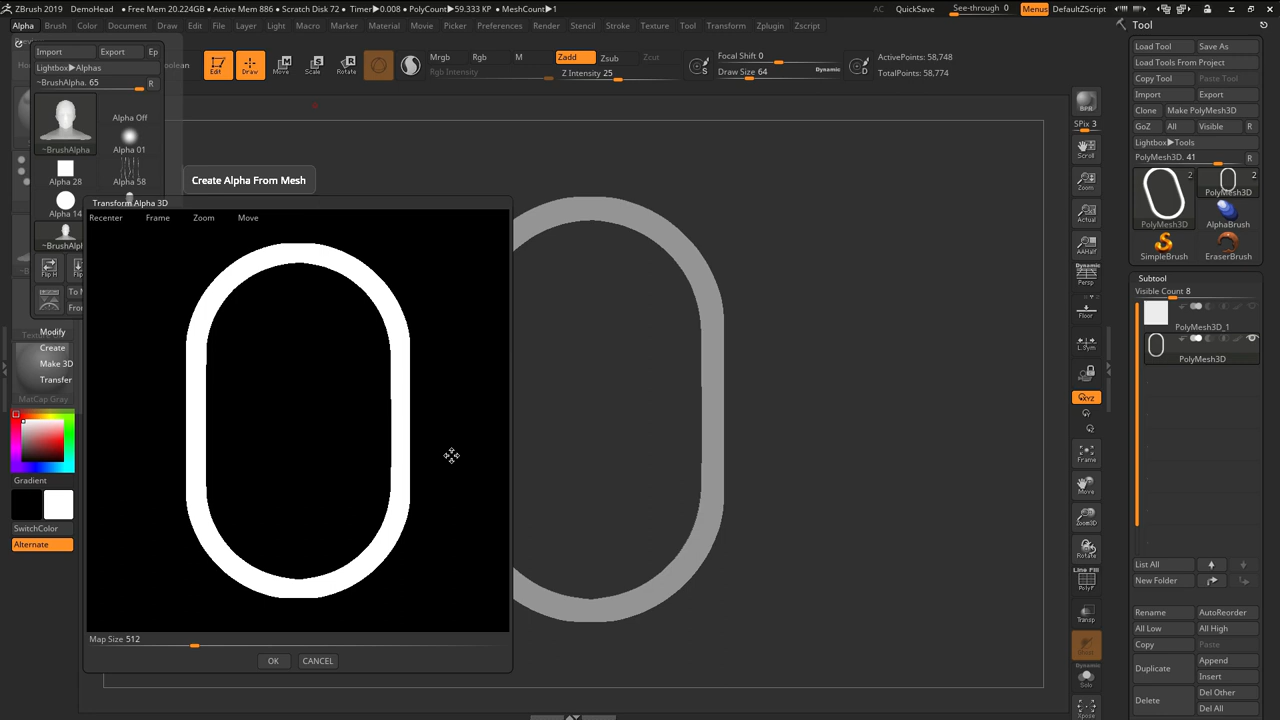 ZBrush 2019 DemoHead • Free Mem 20.224GB • Active Mem 886 • Scratch Disk 72 • Timer▶0.008 • PolyCount▶59.333 KP • MeshCount▶1 AC QuickSave See-through 0 Menus DefaultZScript
Alpha Brush Color Document Draw Edit File Layer Light Macro Marker Material Movie Picker Preferences Render Stencil Stroke Texture Tool Transform Zplugin Zscript
Tool
Import Export Ep
Lightbox▶Alphas
~BrushAlpha. 65 R
~BrushAlpha
Alpha Off
Alpha 01
Alpha 28
Alpha 58
Alpha 14
~BrushAlph
Flip H
To M
Modify
Create
Make 3D
Transfer
MatCap Gray
Gradient
SwitchColor
Alternate
Edit
Draw
Move
Scale
Rotate
Mrgb Rgb M
Rgb Intensity
Zadd Zsub
Z Intensity 25
Focal Shift 0
Draw Size 64 Dynamic
S
D
ActivePoints: 58,748
TotalPoints: 58,774
Create Alpha From Mesh
Transform Alpha 3D
Recenter Frame Zoom Move
Map Size 512
OK CANCEL
BPR
SPix 3
Scroll
Zoom
Actual
AAHalf
Dynamic
Persp
Floor
L.Sym
XYZ
Frame
Move
Zoom3D
Rotate
Line Fill
PolyF
Transp
Dynamic
Solo
Xpose
Load Tool Save As
Load Tools From Project
Copy Tool Paste Tool
Import Export
Clone Make PolyMesh3D
GoZ All Visible R
Lightbox▶Tools
PolyMesh3D. 41 R
2
PolyMesh3D
2
PolyMesh3D
AlphaBrush
SimpleBrush
EraserBrush
Subtool
Visible Count 8
PolyMesh3D_1
PolyMesh3D
List All
New Folder
Rename AutoReorder
All Low All High
Copy Paste
Duplicate
Append
Insert
Delete
Del Other
Del All